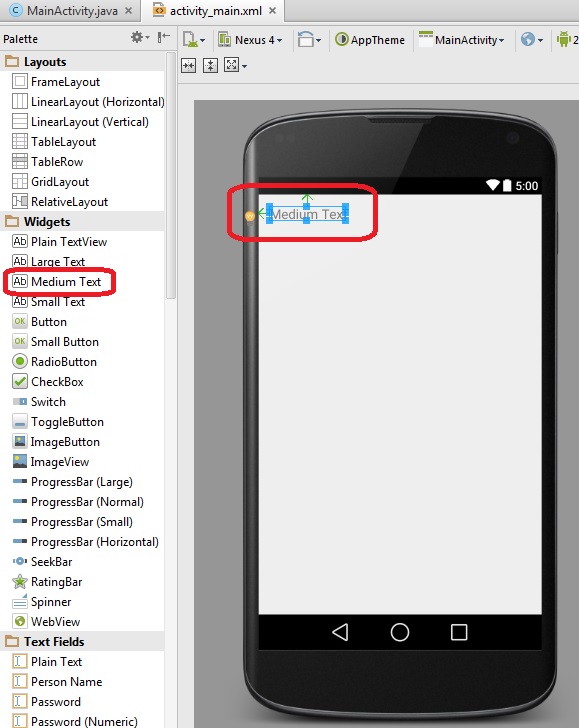 MainActivity.java
activity_main.xml
Palette
Nexus 4
AppTheme
MainActivity
2
Layouts
FrameLayout
LinearLayout (Horizontal)
LinearLayout (Vertical)
TableLayout
TableRow
GridLayout
RelativeLayout
Widgets
Ab Plain TextView
Ab Large Text
Ab Medium Text
Ab Small Text
OK Button
OK Small Button
RadioButton
CheckBox
Switch
ToggleButton
ImageButton
ImageView
ProgressBar (Large)
ProgressBar (Normal)
ProgressBar (Small)
ProgressBar (Horizontal)
SeekBar
RatingBar
Spinner
WebView
Text Fields
Plain Text
Person Name
Password
Password (Numeric)
5:00
Medium Text